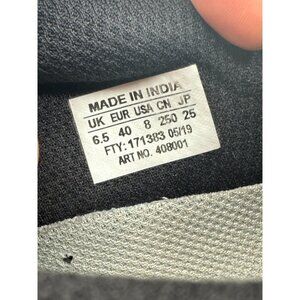 MADE IN INDIA
UK EUR USA CN JP
6.5 40 8 250 25
FTY: 171383 05/19
ART NO. 408001